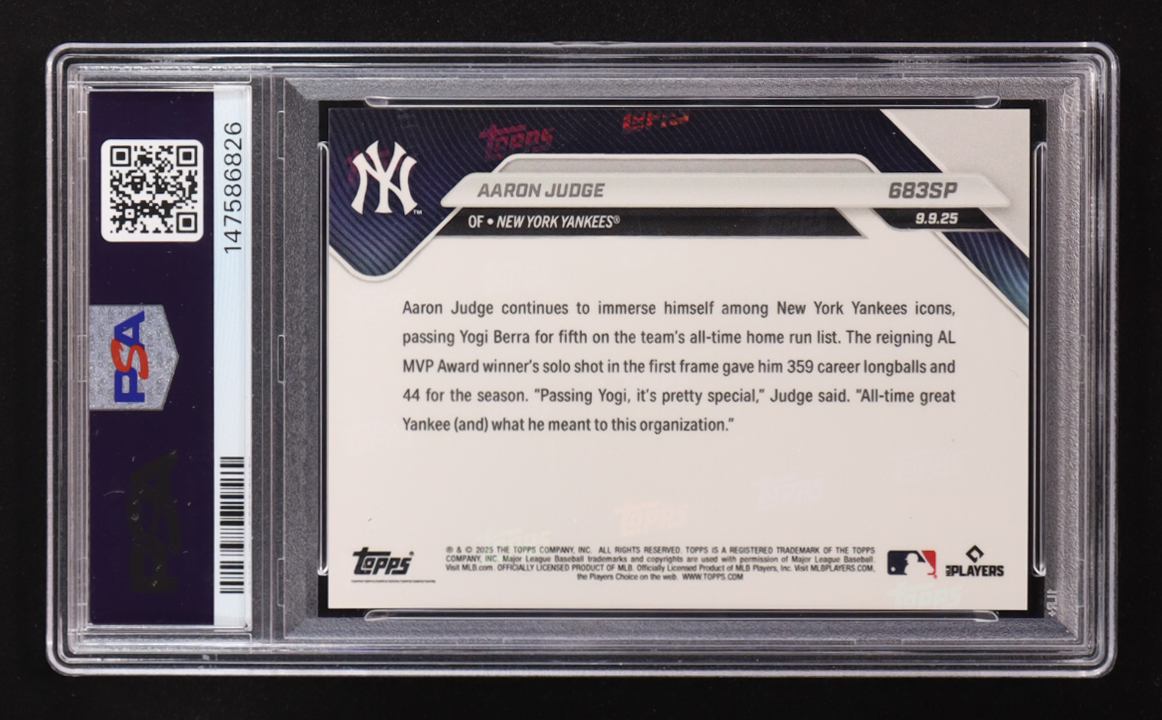 147586826
PSA
NY
TM
AARON JUDGE
683SP
OF • NEW YORK YANKEES®
9.9.25
Aaron Judge continues to immerse himself among New York Yankees icons,
passing Yogi Berra for fifth on the team's all-time home run list. The reigning AL
MVP Award winner's solo shot in the first frame gave him 359 career longballs and
44 for the season. "Passing Yogi, it's pretty special," Judge said. "All-time great
Yankee (and) what he meant to this organization."
Topps
® & © 2025 THE TOPPS COMPANY, INC. ALL RIGHTS RESERVED. TOPPS IS A REGISTERED TRADEMARK OF THE TOPPS
COMPANY, INC. Major League Baseball trademarks and copyrights are used with permission of Major League Baseball.
Visit MLB.com. OFFICIALLY LICENSED PRODUCT OF MLB. Officially Licensed Product of MLB Players, Inc. Visit MLBPLAYERS.COM,
the Players Choice on the web. WWW.TOPPS.COM
PLAYERS